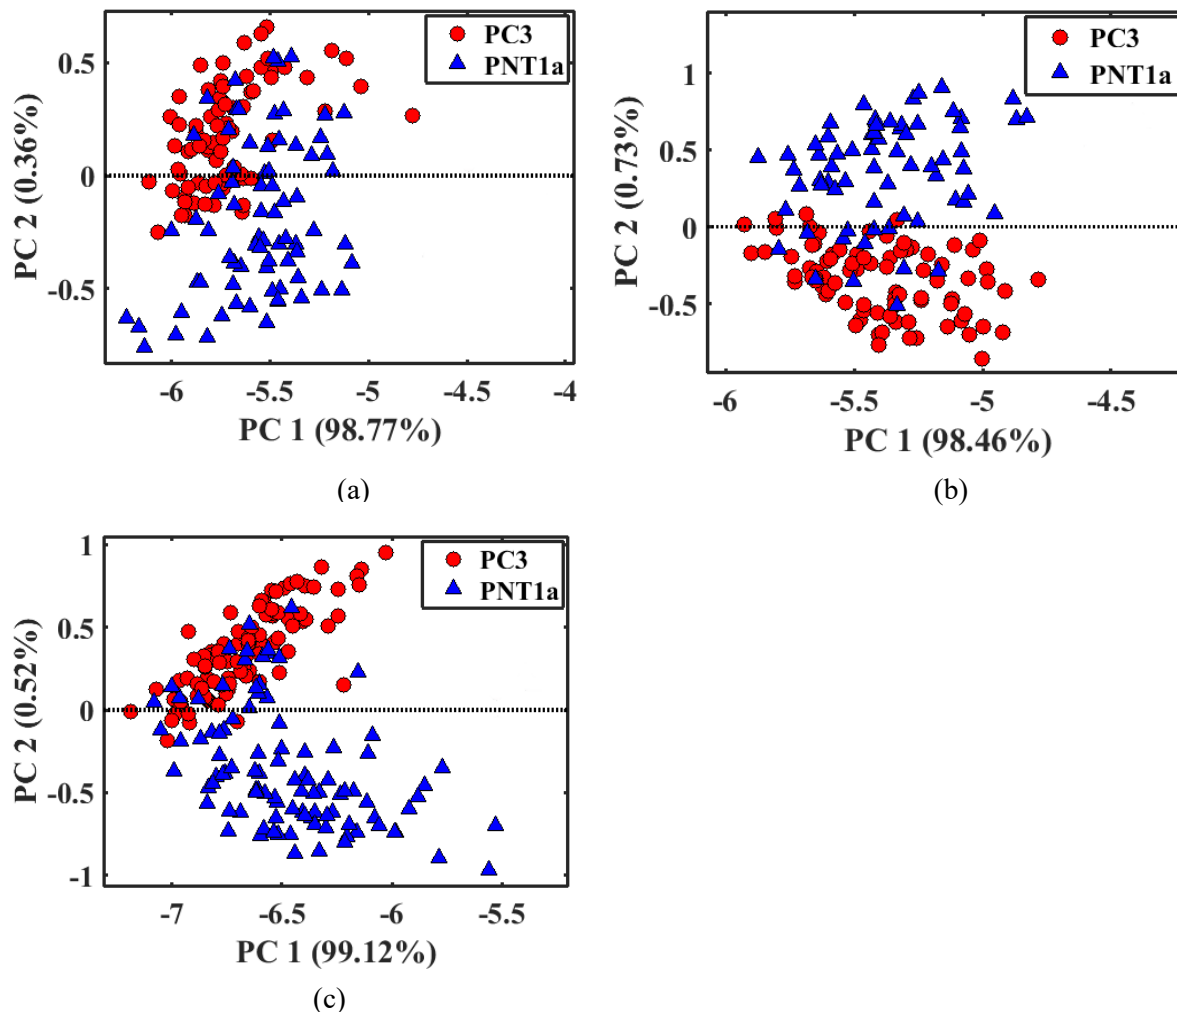 PC3
PNT1a
0.5
0
-0.5
PC 2 (0.36%)
-6
-5.5
-5
-4.5
-4
PC 1 (98.77%)
(a)
PC3
PNT1a
1
0.5
0
-0.5
PC 2 (0.73%)
-6
-5.5
-5
-4.5
PC 1 (98.46%)
(b)
PC3
PNT1a
1
0.5
0
-0.5
-1
PC 2 (0.52%)
-7
-6.5
-6
-5.5
PC 1 (99.12%)
(c)